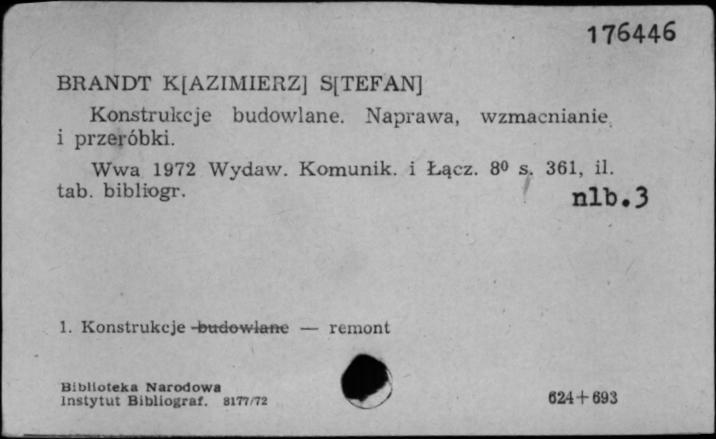 176446
BRANDT K[AZIMIERZ] S[TEFAN]
Konstrukcje budowlane. Naprawa, wzmacnianie
i przeróbki.
Wwa 1972 Wydaw. Komunik. i Łącz. 8⁰ s. 361, il.
tab. bibliogr.
nlb.3
1. Konstrukcje budowlane — remont
Biblioteka Narodowa
Instytut Bibliograf. 8177/72
624+693